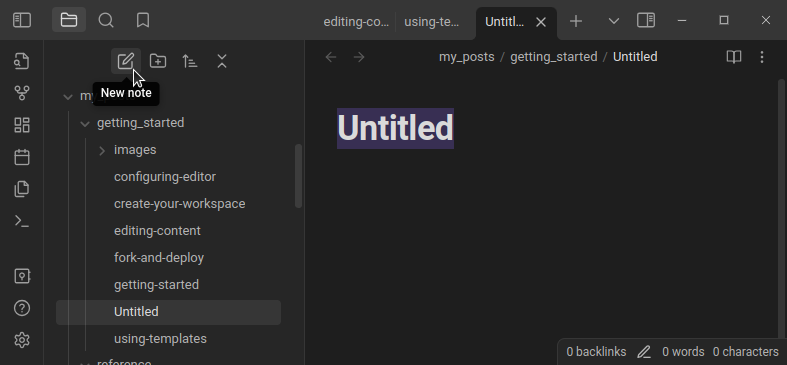 editing-co...
using-te...
Untitl...
my_posts / getting_started / Untitled
New note
my
getting_started
images
configuring-editor
create-your-workspace
editing-content
fork-and-deploy
getting-started
Untitled
using-templates
reference
Untitled
0 backlinks 0 words 0 characters